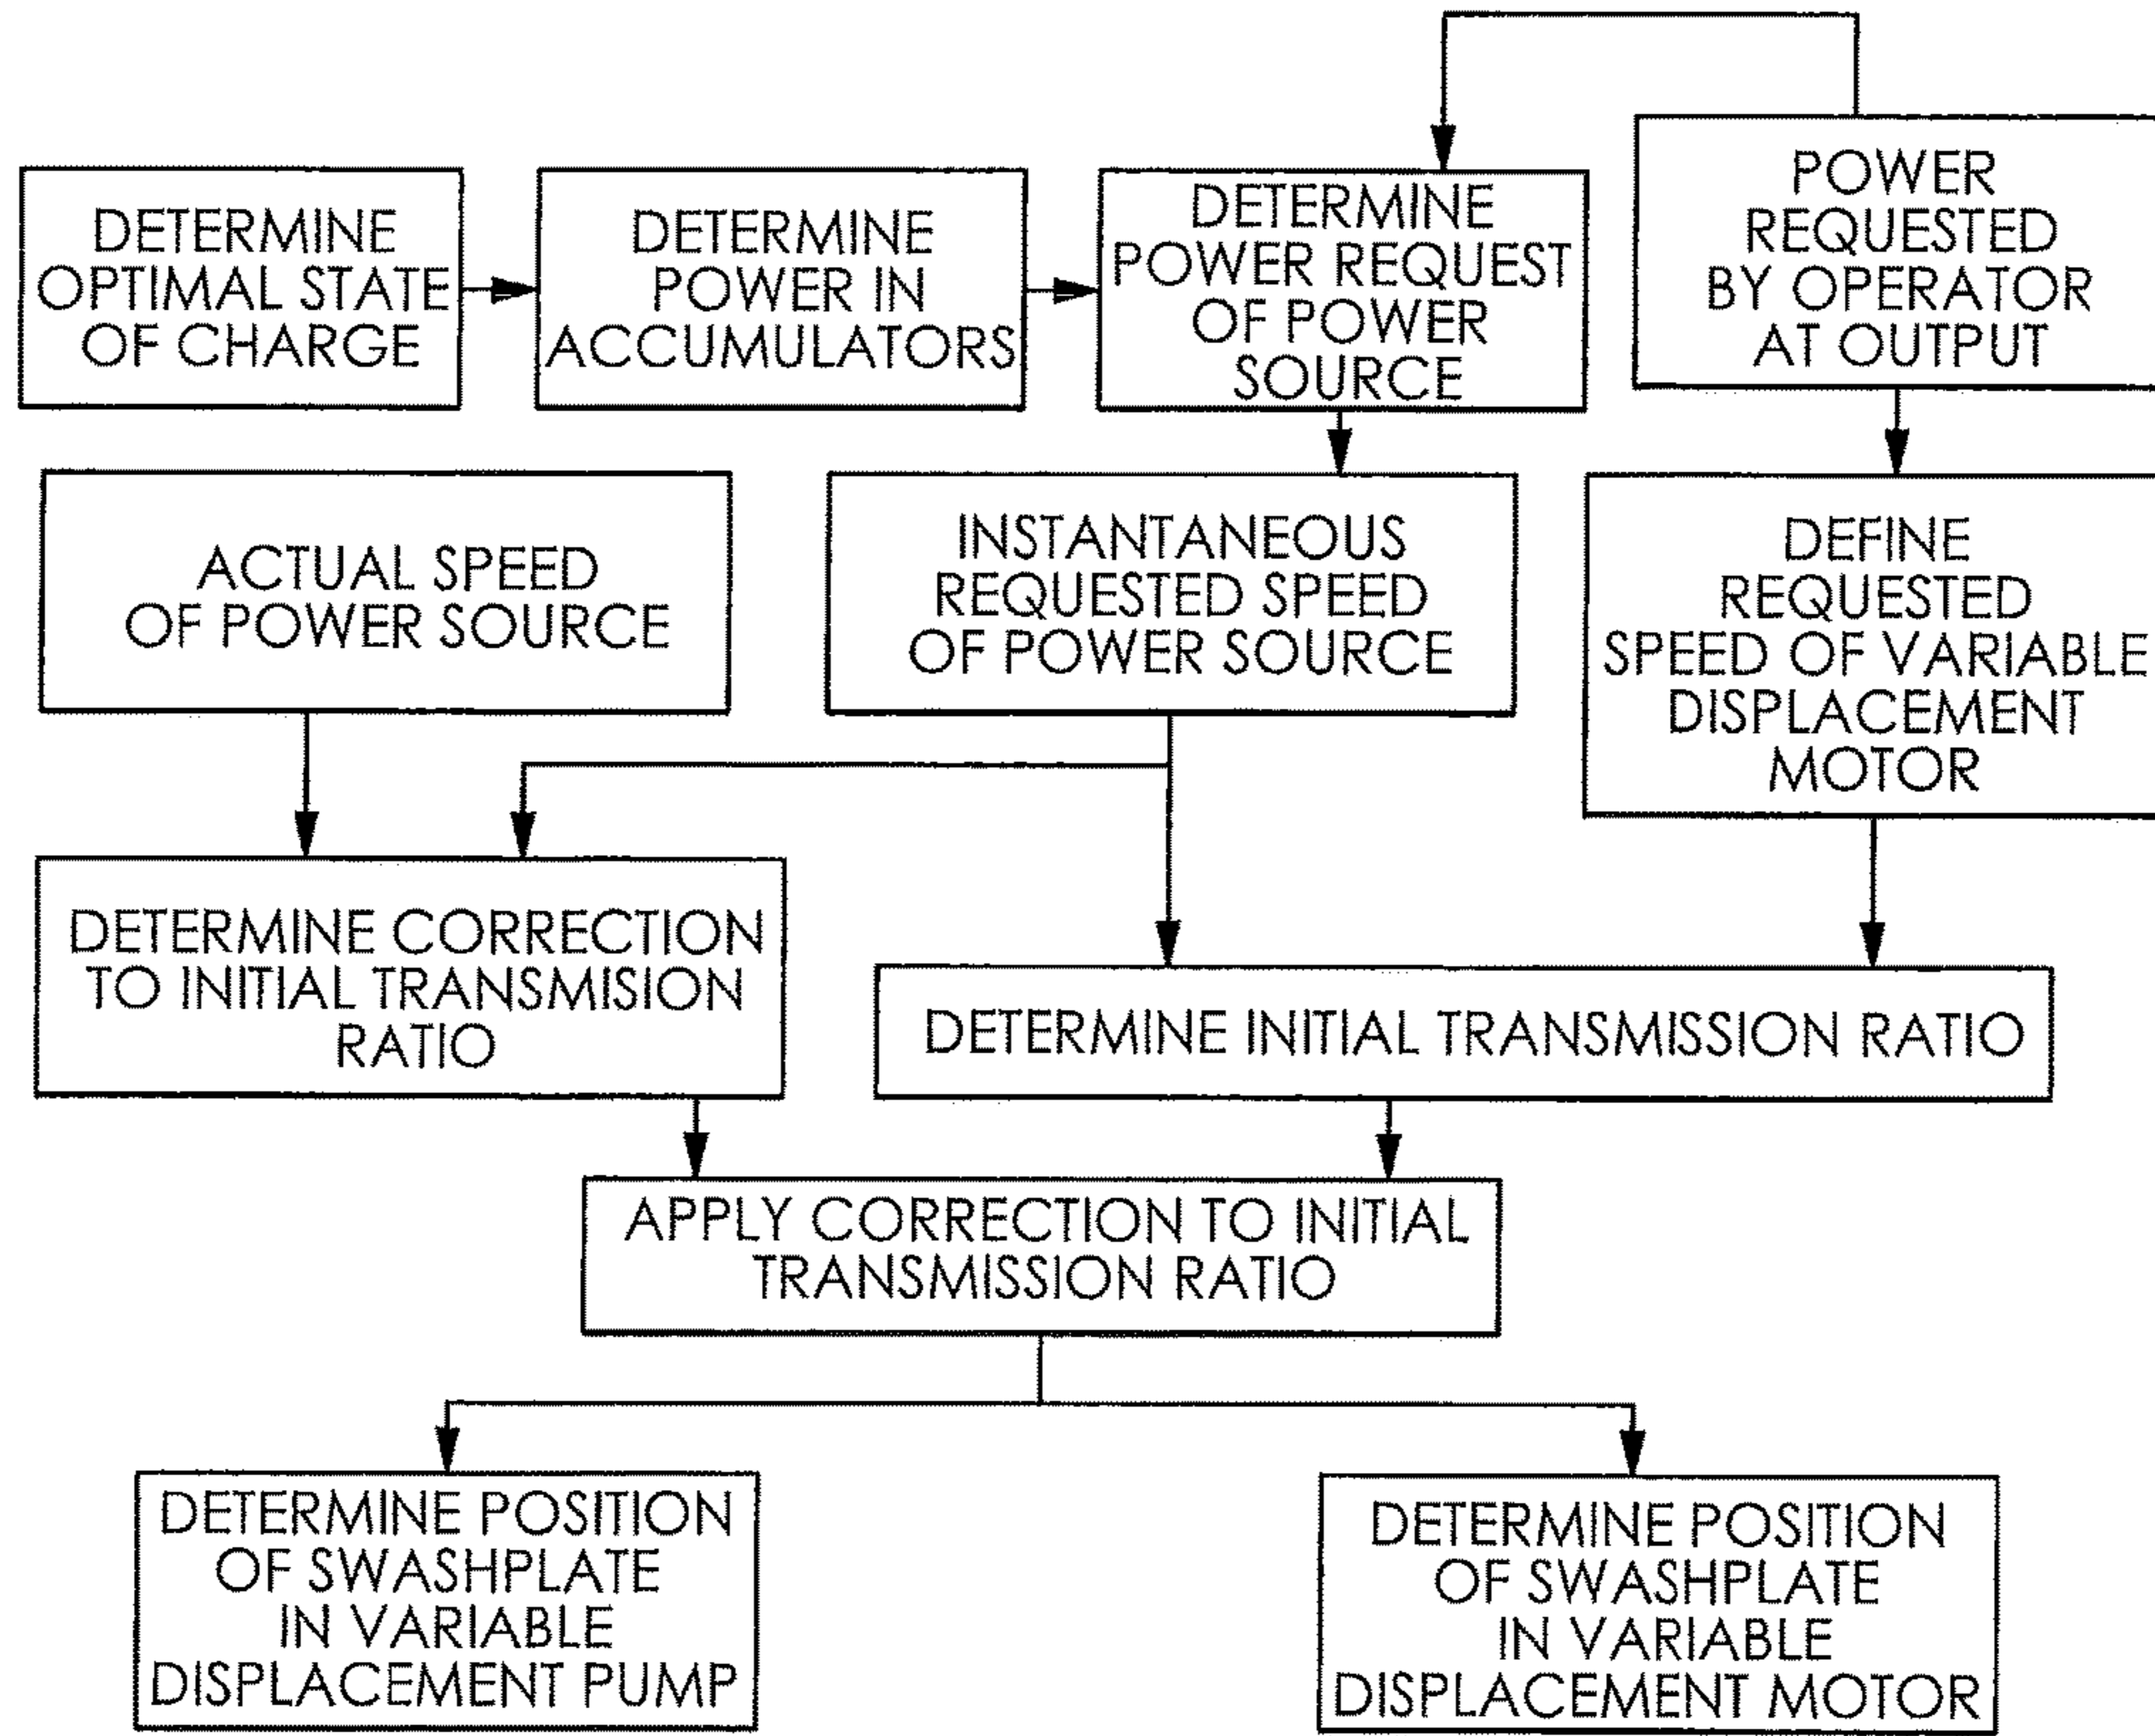 DETERMINE
OPTIMAL STATE
OF CHARGE
DETERMINE
POWER IN
ACCUMULATORS
DETERMINE
POWER REQUEST
OF POWER
SOURCE
POWER
REQUESTED
BY OPERATOR
AT OUTPUT
ACTUAL SPEED
OF POWER SOURCE
INSTANTANEOUS
REQUESTED SPEED
OF POWER SOURCE
DEFINE
REQUESTED
SPEED OF VARIABLE
DISPLACEMENT
MOTOR
DETERMINE CORRECTION
TO INITIAL TRANSMISION
RATIO
DETERMINE INITIAL TRANSMISSION RATIO
APPLY CORRECTION TO INITIAL
TRANSMISSION RATIO
DETERMINE POSITION
OF SWASHPLATE
IN VARIABLE
DISPLACEMENT PUMP
DETERMINE POSITION
OF SWASHPLATE
IN VARIABLE
DISPLACEMENT MOTOR